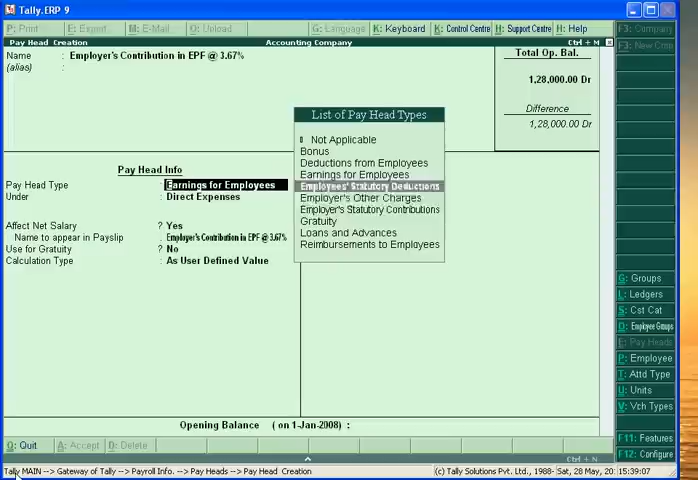 Tally.ERP 9
P: Print
E: Export
M: E-Mail
O: Upload
G: Language
K: Keyboard
K: Control Centre
H: Support Centre
H: Help
Pay Head Creation
Accounting Company
Ctrl + M
F3: Company
F3: New Cmp
Name : Employer's Contribution in EPF @ 3.67%
(alias) :
Total Op. Bal.
1,28,000.00 Dr
Difference
1,28,000.00 Dr
List of Pay Head Types
Not Applicable
Bonus
Deductions from Employees
Earnings for Employees
Employees' Statutory Deductions
Employer's Other Charges
Employer's Statutory Contributions
Gratuity
Loans and Advances
Reimbursements to Employees
Pay Head Info
Pay Head Type : Earnings for Employees
Under : Direct Expenses
Affect Net Salary ? Yes
Name to appear in Payslip : Employer's Contribution in EPF @ 3.67%
Use for Gratuity ? No
Calculation Type : As User Defined Value
G: Groups
L: Ledgers
S: Cst Cat
O: Employee Groups
E: Pay Heads
P: Employee
T: Attd Type
U: Units
V: Vch Types
F11: Features
F12: Configure
Opening Balance ( on 1-Jan-2008) :
Q: Quit
A: Accept
D: Delete
Ctrl + N
Tally MAIN --> Gateway of Tally --> Payroll Info. --> Pay Heads --> Pay Head Creation
(c) Tally Solutions Pvt. Ltd., 1988-
Sat, 28 May, 20
15:39:07